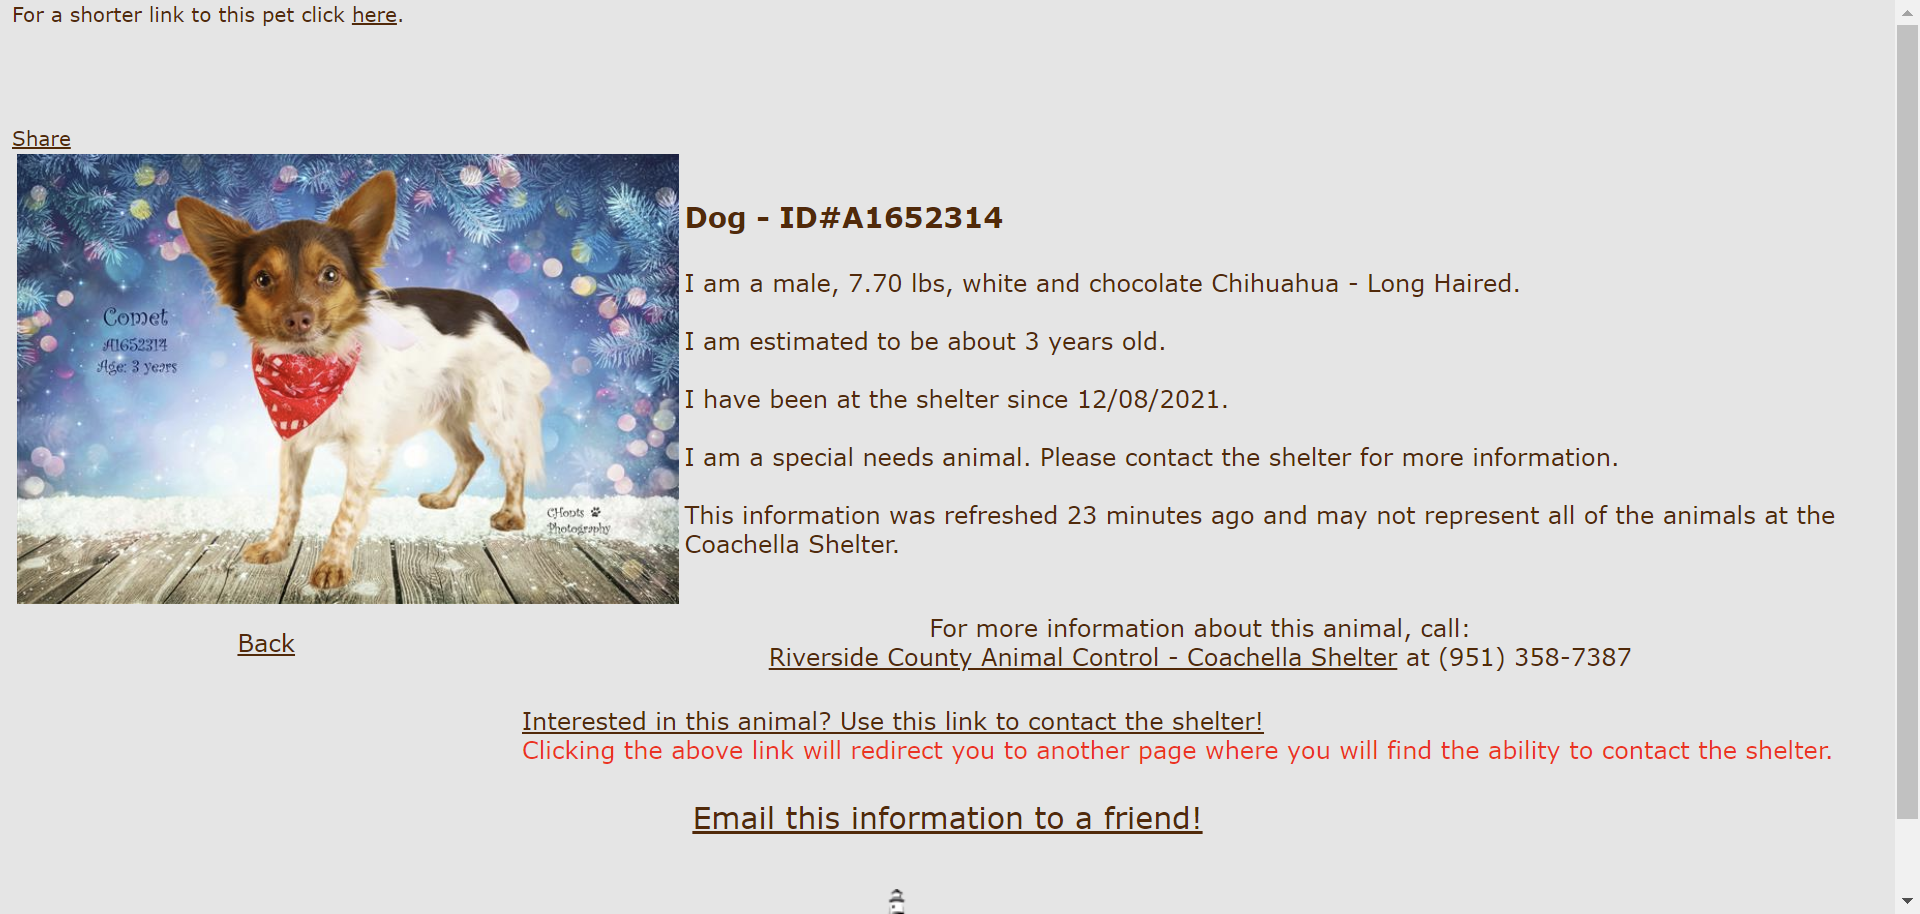 For a shorter link to this pet click here.
Share
Comet
A1652314
Age: 3 years
CHonts
Photography
Dog - ID#A1652314
I am a male, 7.70 lbs, white and chocolate Chihuahua - Long Haired.
I am estimated to be about 3 years old.
I have been at the shelter since 12/08/2021.
I am a special needs animal. Please contact the shelter for more information.
This information was refreshed 23 minutes ago and may not represent all of the animals at the
Coachella Shelter.
Back
For more information about this animal, call:
Riverside County Animal Control - Coachella Shelter at (951) 358-7387
Interested in this animal? Use this link to contact the shelter!
Clicking the above link will redirect you to another page where you will find the ability to contact the shelter.
Email this information to a friend!